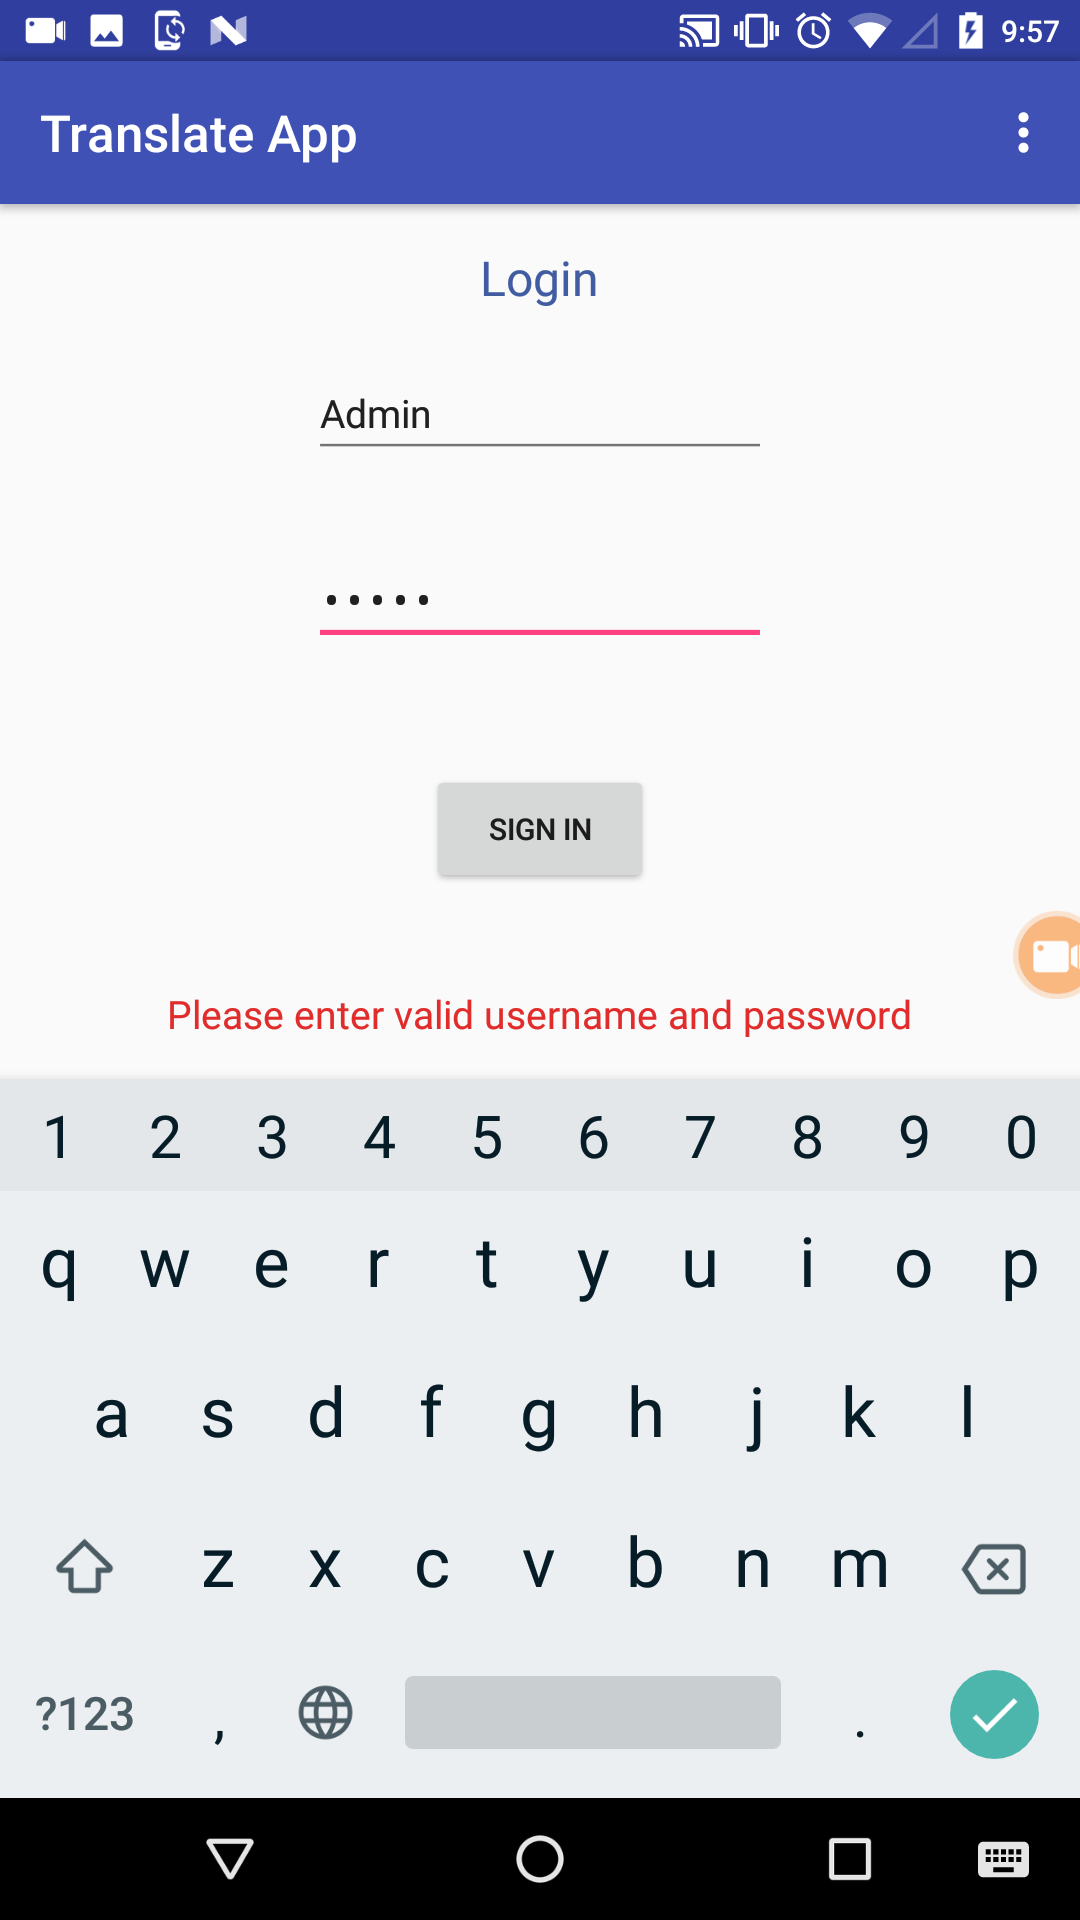 9:57
Translate App
Login
Admin
•••••
SIGN IN
Please enter valid username and password
1 2 3 4 5 6 7 8 9 0
q w e r t y u i o p
a s d f g h j k l
z x c v b n m
?123 , .